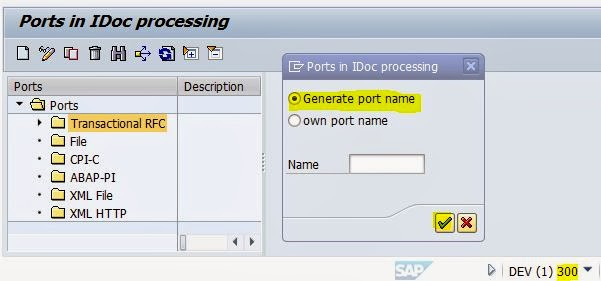 Ports in IDoc processing
Ports Description
Ports
Transactional RFC
File
CPI-C
ABAP-PI
XML File
XML HTTP
Ports in IDoc processing
Generate port name
own port name
Name
SAP DEV (1) 300